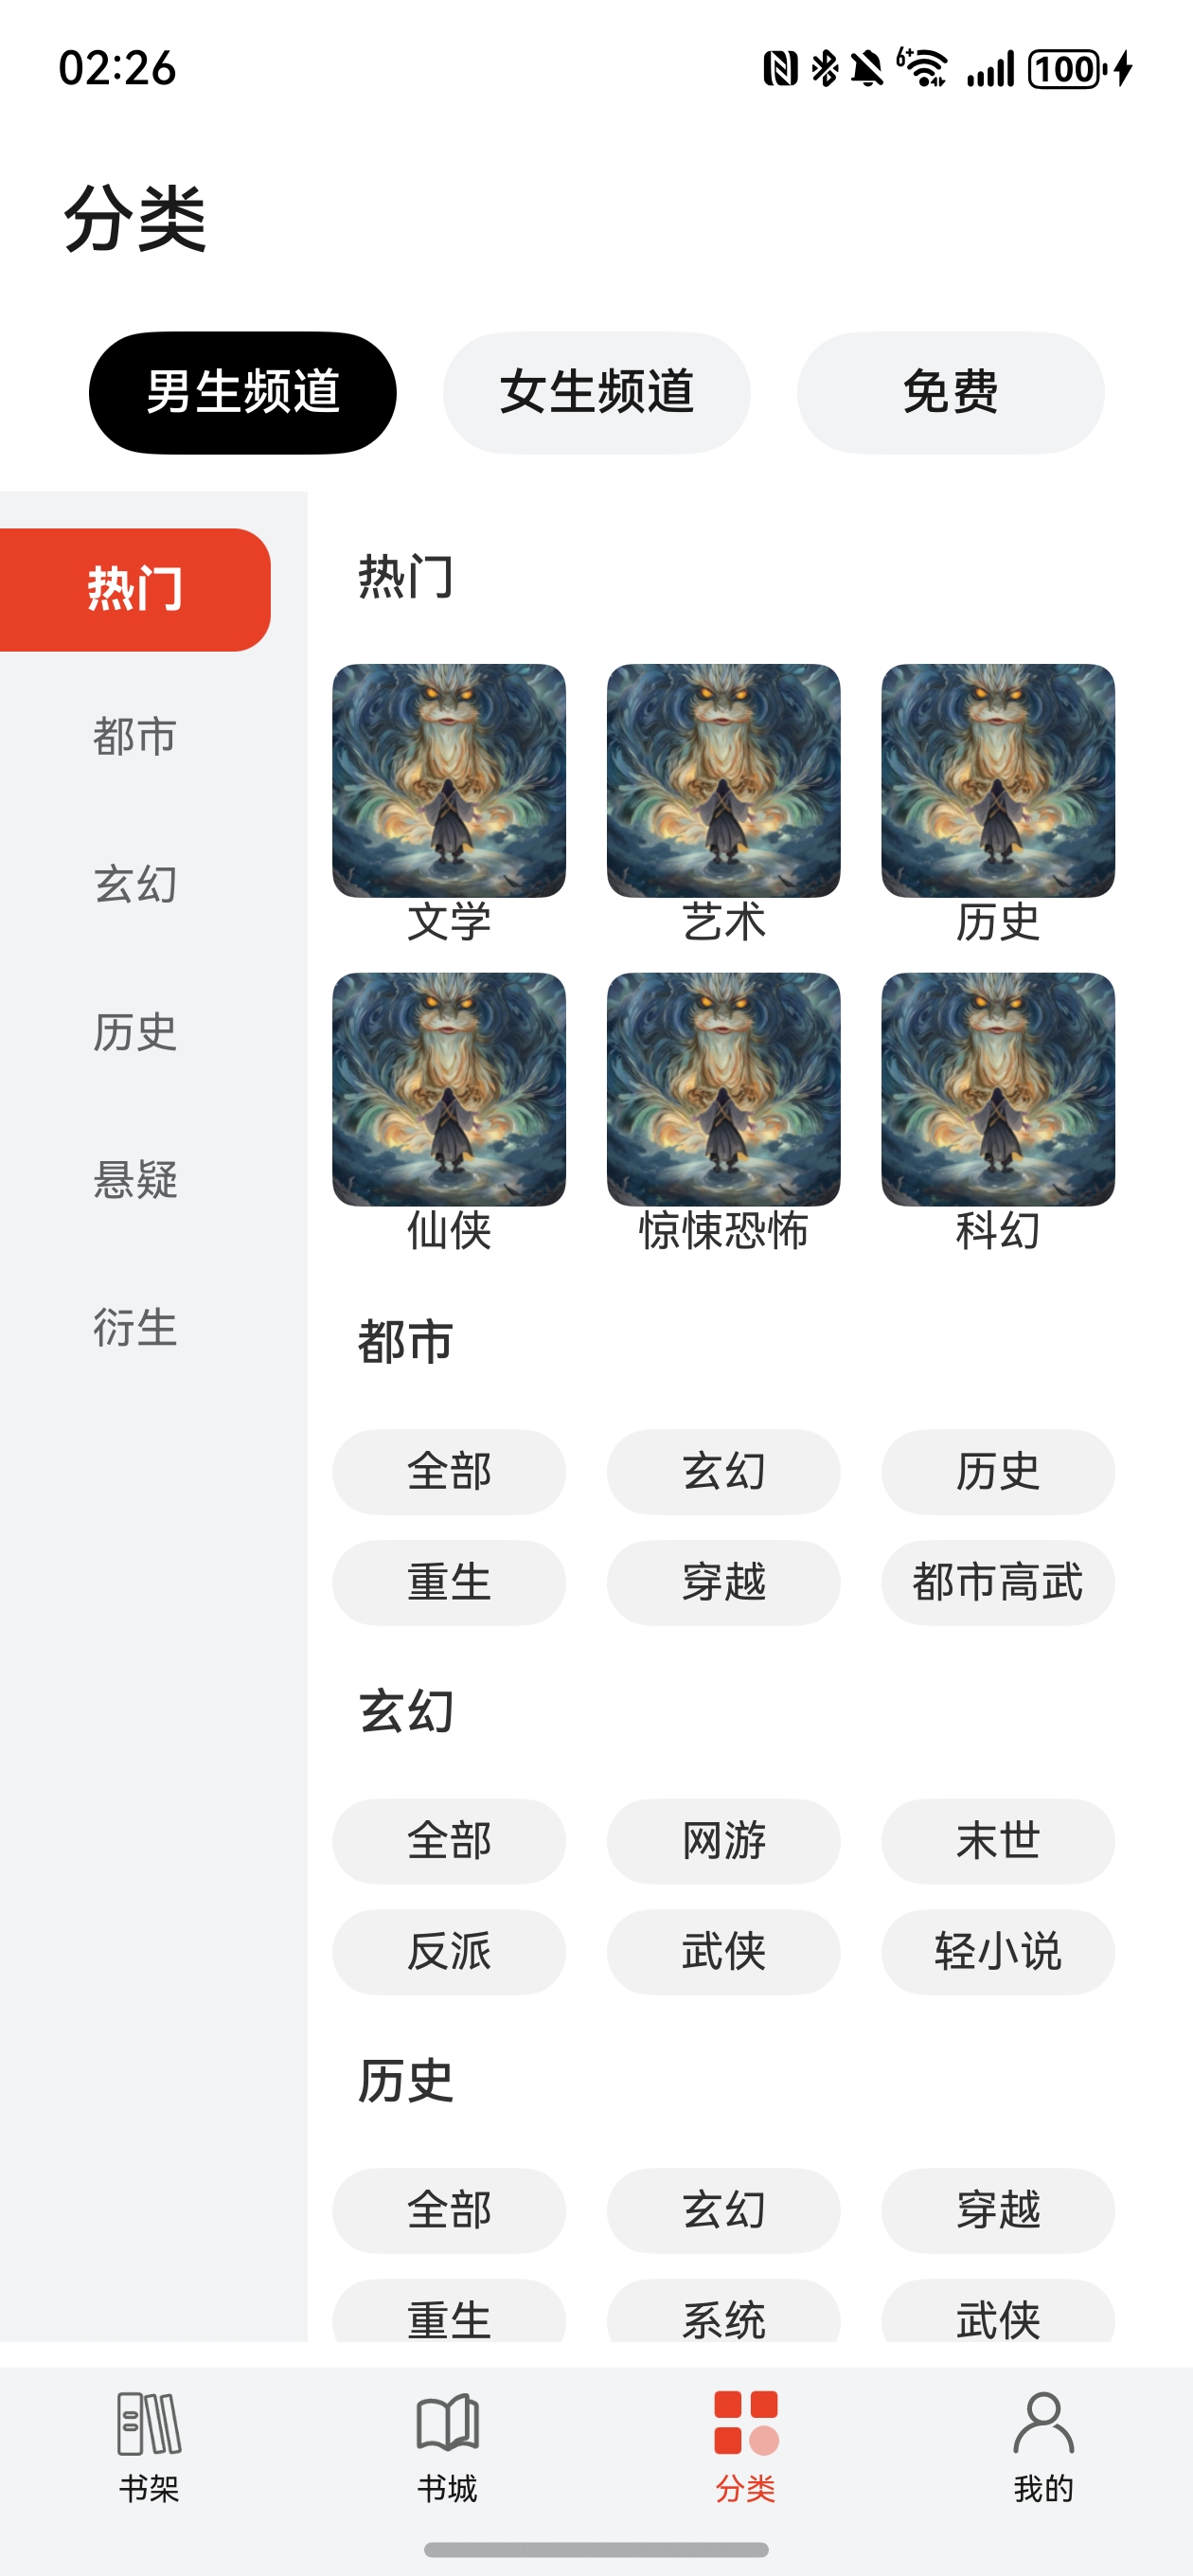 02:26
6+
100
分类
男生频道 女生频道 免费
热门
都市
玄幻
历史
悬疑
衍生
热门
文学 艺术 历史
仙侠 惊悚恐怖 科幻
都市
全部 玄幻 历史
重生 穿越 都市高武
玄幻
全部 网游 末世
反派 武侠 轻小说
历史
全部 玄幻 穿越
重生 系统 武侠
书架 书城 分类 我的